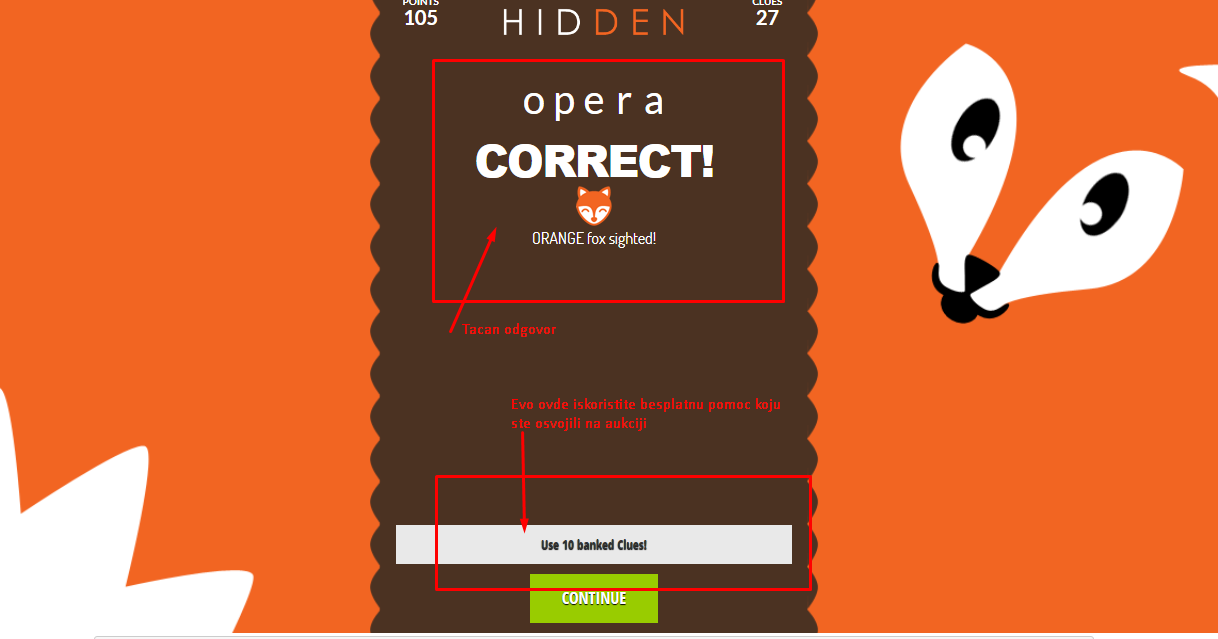 POINTS
CLUES
105
HIDDEN
27
opera
CORRECT!
ORANGE fox sighted!
Tacan odgovor
Evo ovde iskoristite besplatnu pomoc koju
ste osvojili na aukciji
Use 10 banked Clues!
CONTINUE